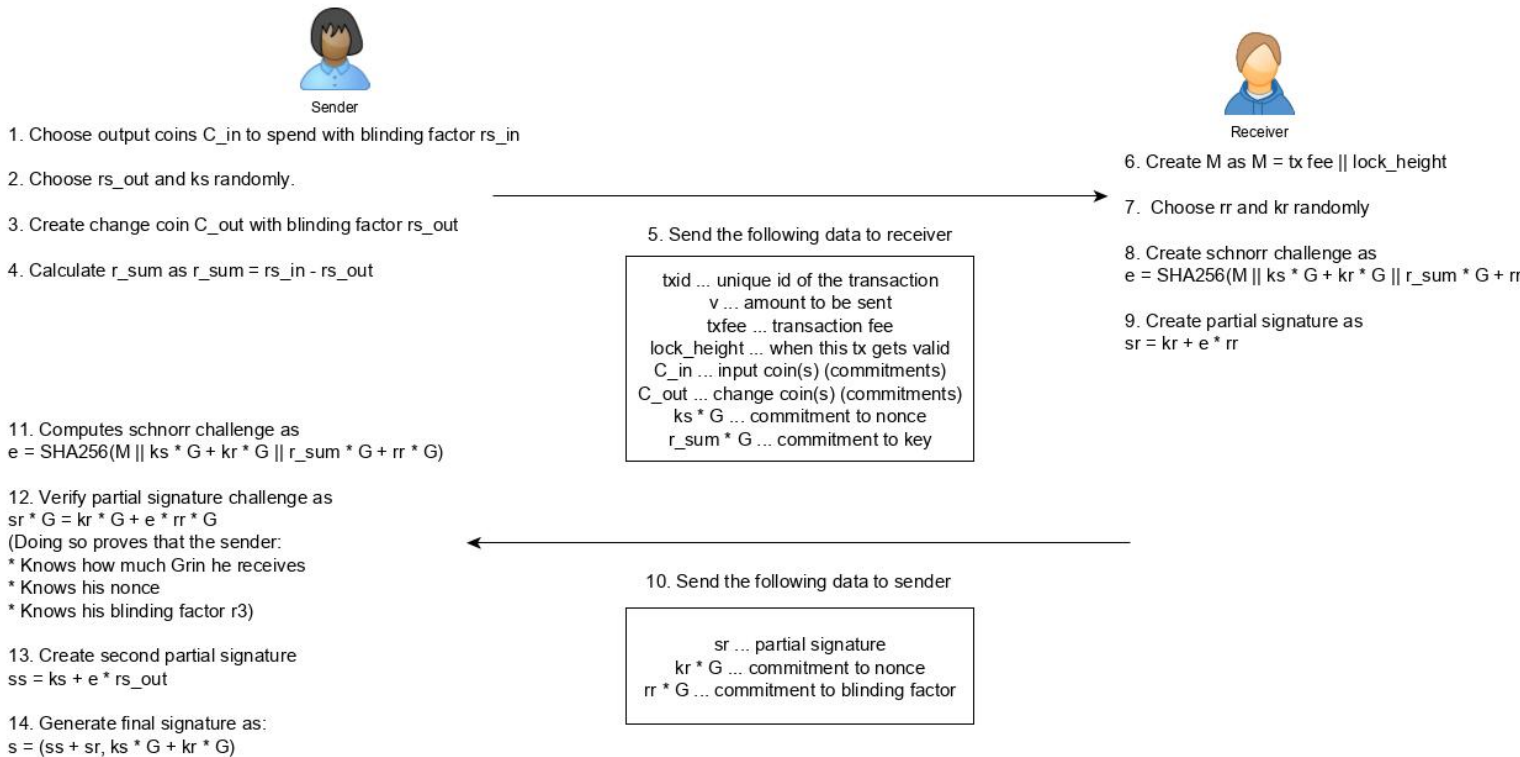 Sender
1. Choose output coins C_in to spend with blinding factor rs_in
2. Choose rs_out and ks randomly.
3. Create change coin C_out with blinding factor rs_out
4. Calculate r_sum as r_sum = rs_in - rs_out
5. Send the following data to receiver
txid ... unique id of the transaction
v ... amount to be sent
txfee ... transaction fee
lock_height ... when this tx gets valid
C_in ... input coin(s) (commitments)
C_out ... change coin(s) (commitments)
ks * G ... commitment to nonce
r_sum * G ... commitment to key
Receiver
6. Create M as M = tx fee || lock_height
7. Choose rr and kr randomly
8. Create schnorr challenge as
e = SHA256(M || ks * G + kr * G || r_sum * G + rr
9. Create partial signature as
sr = kr + e * rr
10. Send the following data to sender
sr ... partial signature
kr * G ... commitment to nonce
rr * G ... commitment to blinding factor
11. Computes schnorr challenge as
e = SHA256(M || ks * G + kr * G || r_sum * G + rr * G)
12. Verify partial signature challenge as
sr * G = kr * G + e * rr * G
(Doing so proves that the sender:
* Knows how much Grin he receives
* Knows his nonce
* Knows his blinding factor r3)
13. Create second partial signature
ss = ks + e * rs_out
14. Generate final signature as:
s = (ss + sr, ks * G + kr * G)